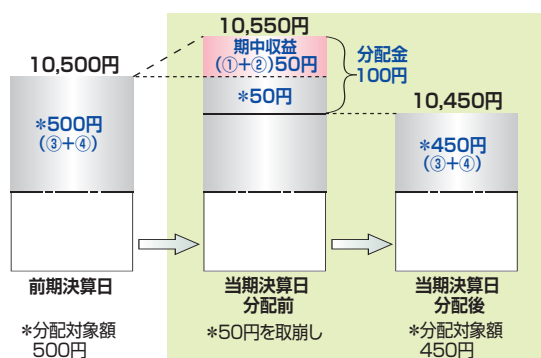 10,500円
*500円
(③+④)
前期決算日
*分配対象額
500円
10,550円
期中収益
(①+②)50円
*50円
分配金
100円
当期決算日
分配前
*50円を取崩し
10,450円
*450円
(③+④)
当期決算日
分配後
*分配対象額
450円